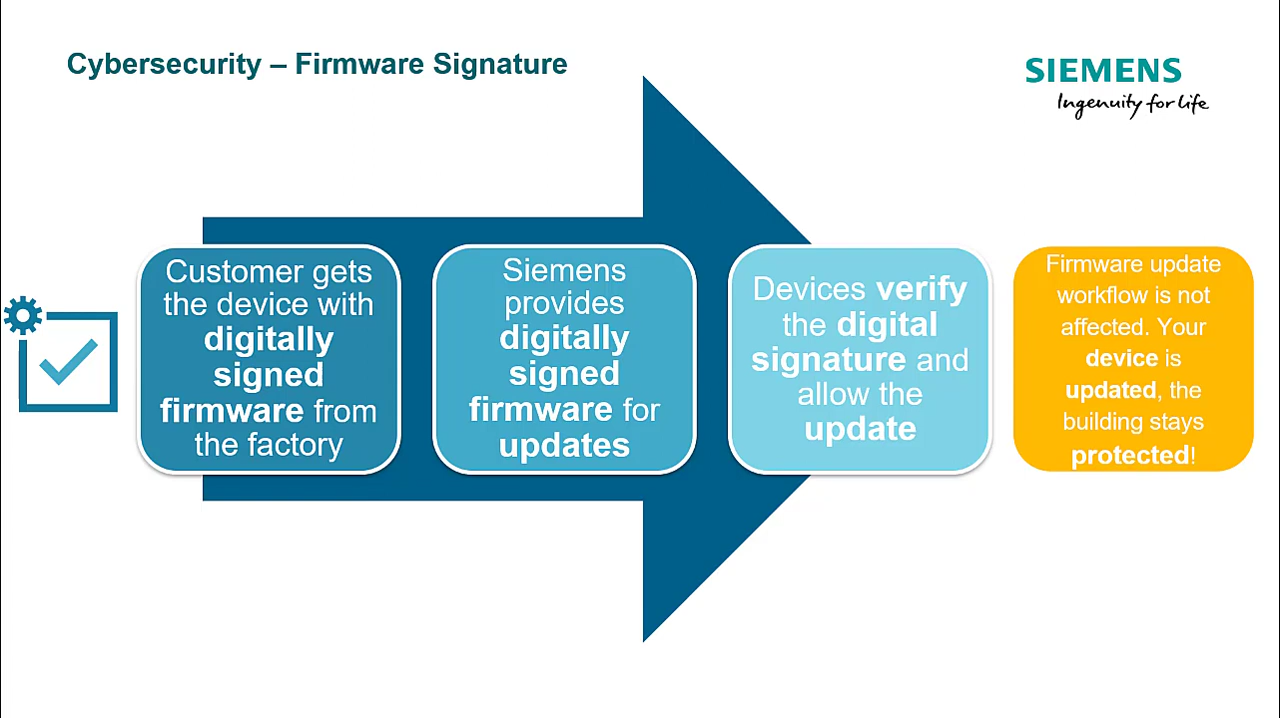 Cybersecurity – Firmware Signature
SIEMENS
Ingenuity for life
Customer gets
the device with
digitally
signed
firmware from
the factory
Siemens
provides
digitally
signed
firmware for
updates
Devices verify
the digital
signature and
allow the
update
Firmware update
workflow is not
affected. Your
device is
updated, the
building stays
protected!